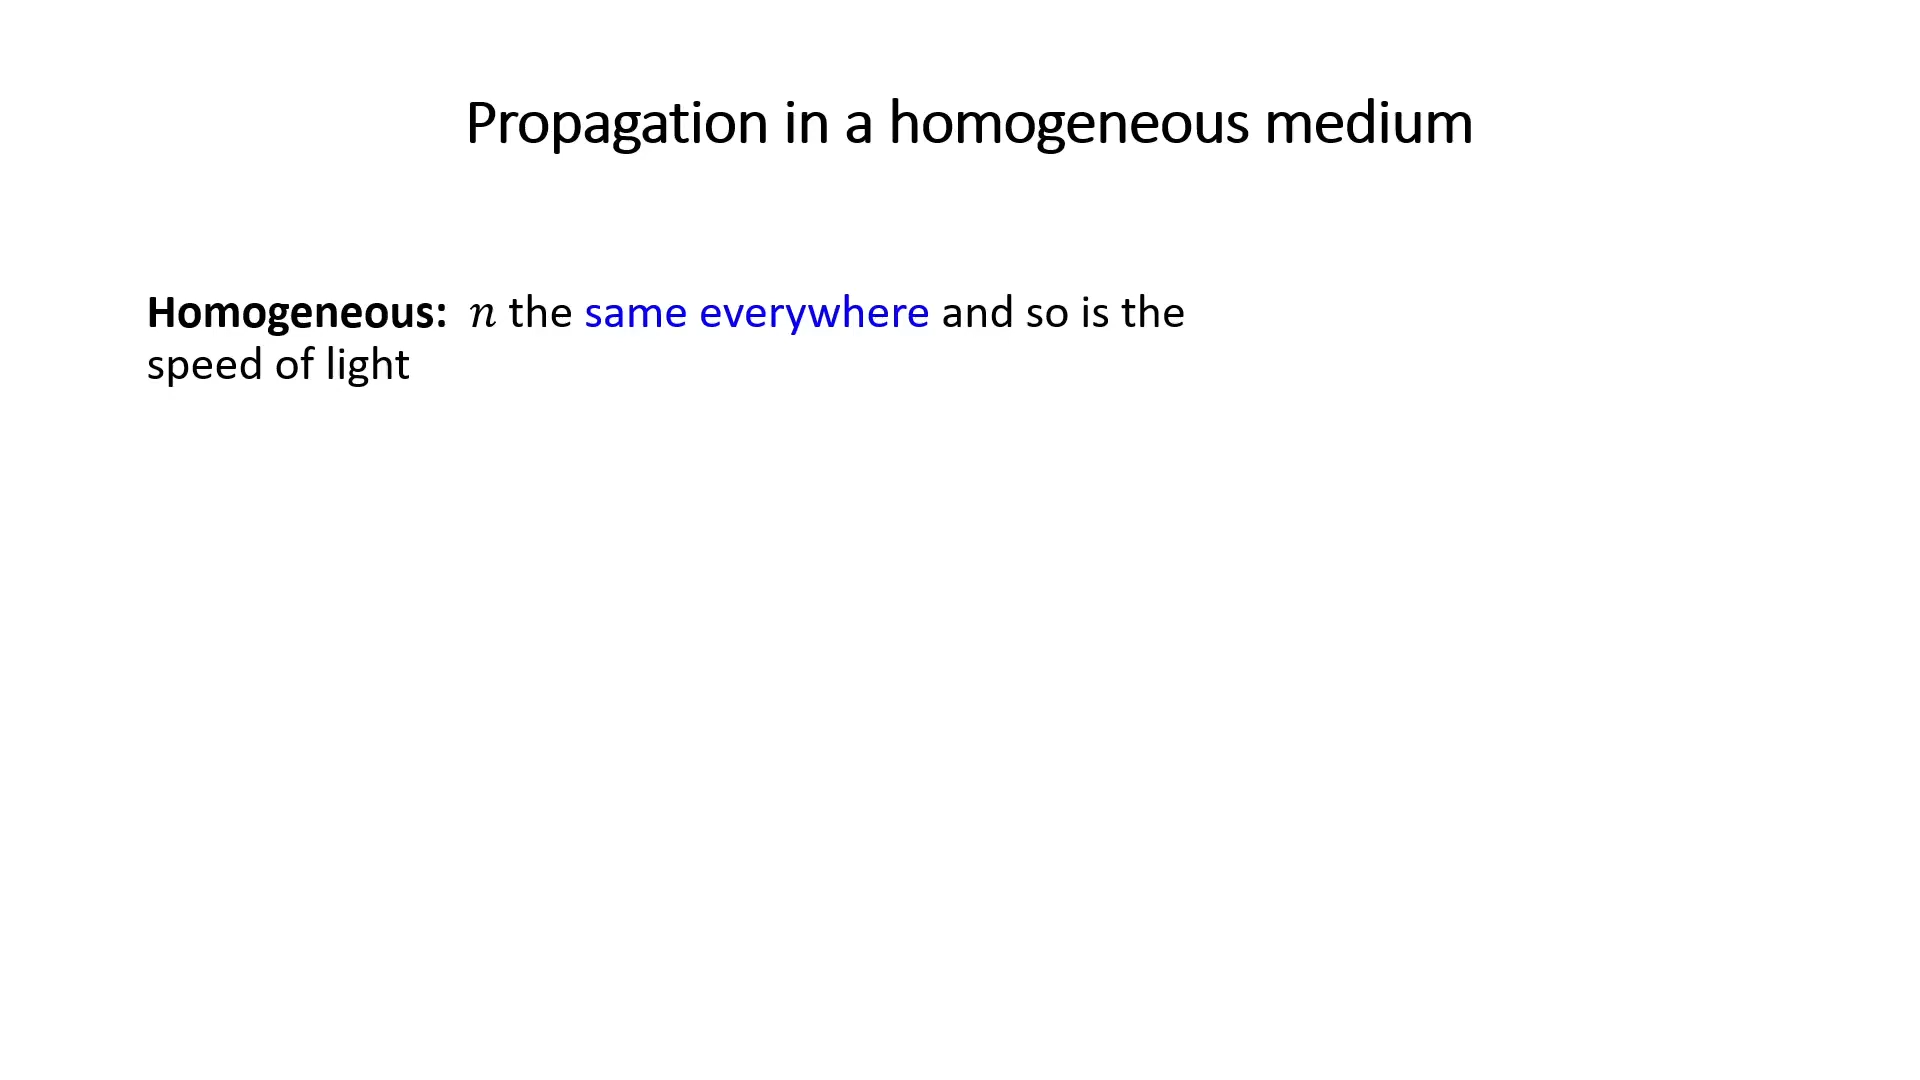 Propagation in a homogeneous medium
Homogeneous: n the same everywhere and so is the
speed of light